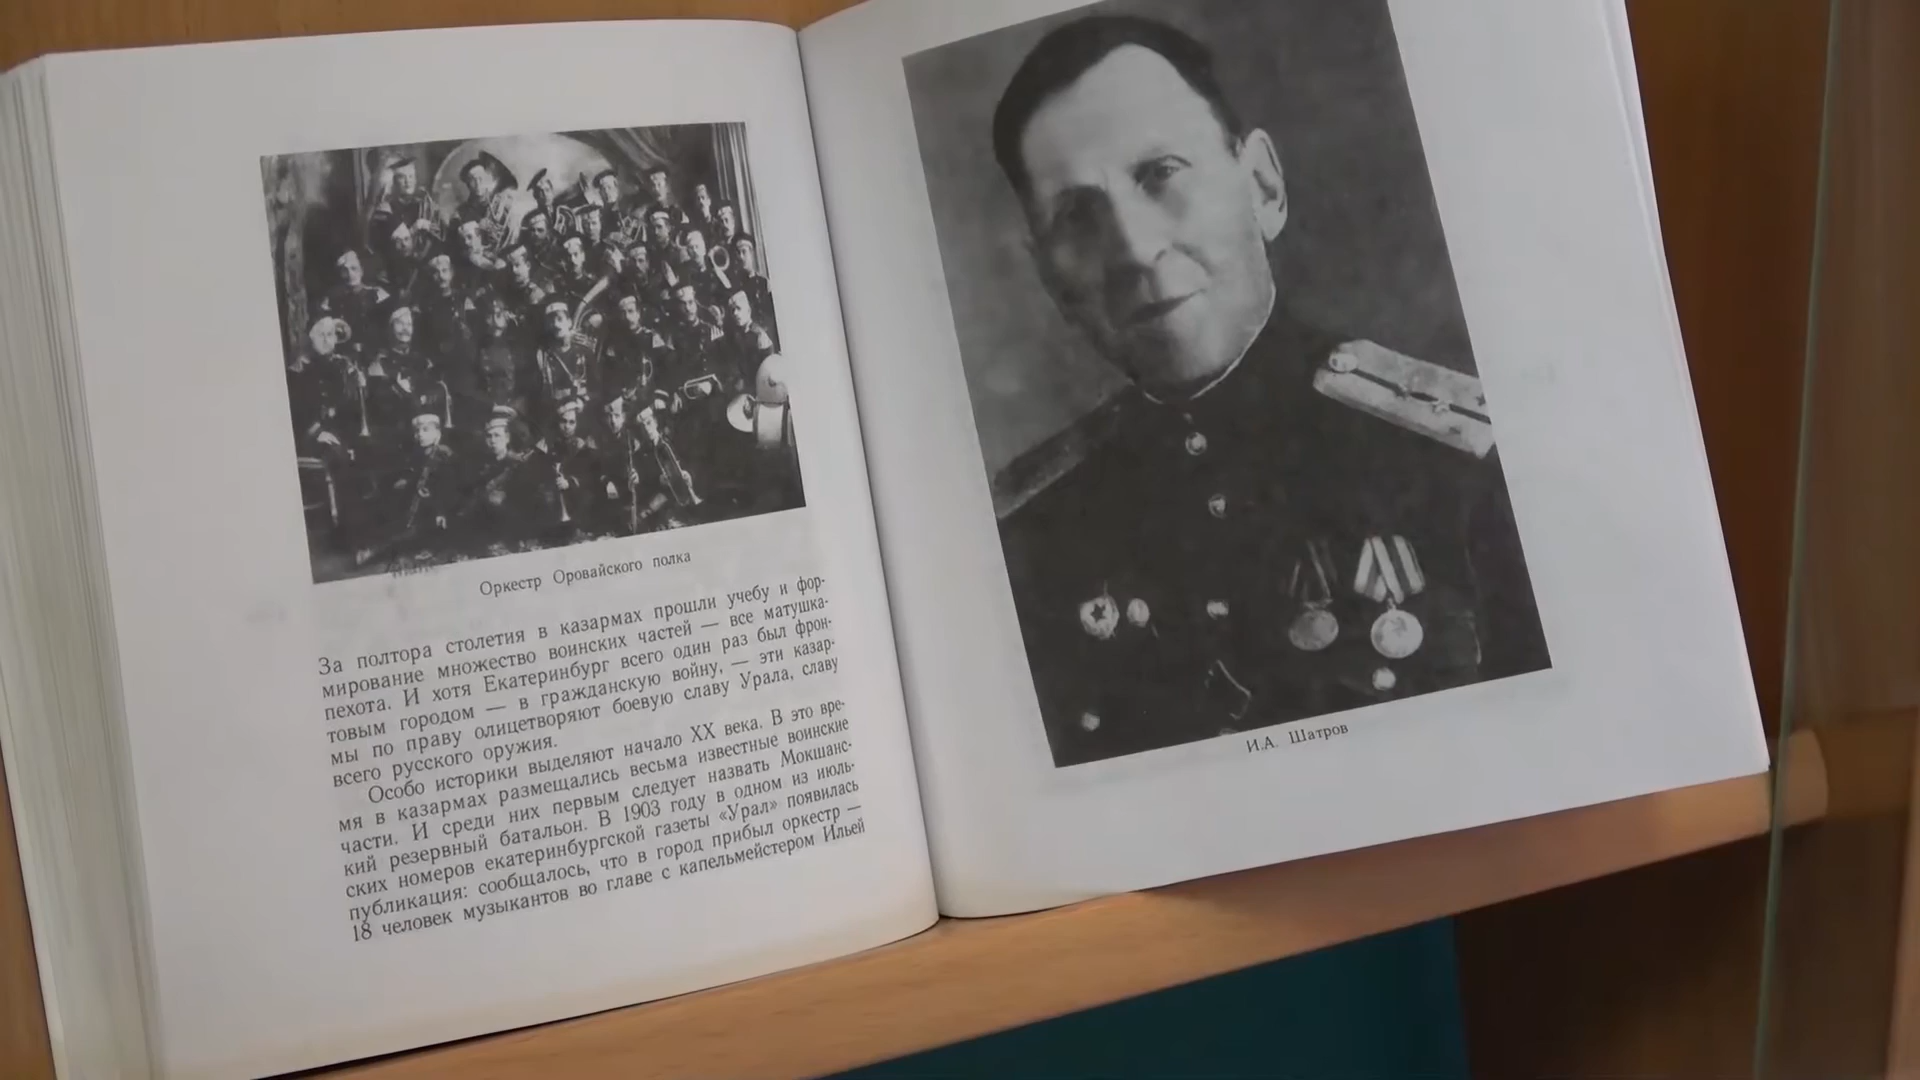 Оркестр Оровайского полка
За полтора столетия в казармах прошли учебу и фор-
мирование множество воинских частей — все матушка-
пехота. И хотя Екатеринбург всего один раз был фрон-
товым городом — в гражданскую войну, — эти казар-
мы по праву олицетворяют боевую славу Урала, славу
всего русского оружия.
Особо историки выделяют начало XX века. В это вре-
мя в казармах размещались весьма известные воинские
части. И среди них первым следует назвать Мокшанс-
кий резервный батальон. В 1903 году в одном из июль-
ских номеров екатеринбургской газеты «Урал» появилась
публикация: сообщалось, что в город прибыл оркестр —
18 человек музыкантов во главе с капельмейстером Ильей
И.А. Шатров